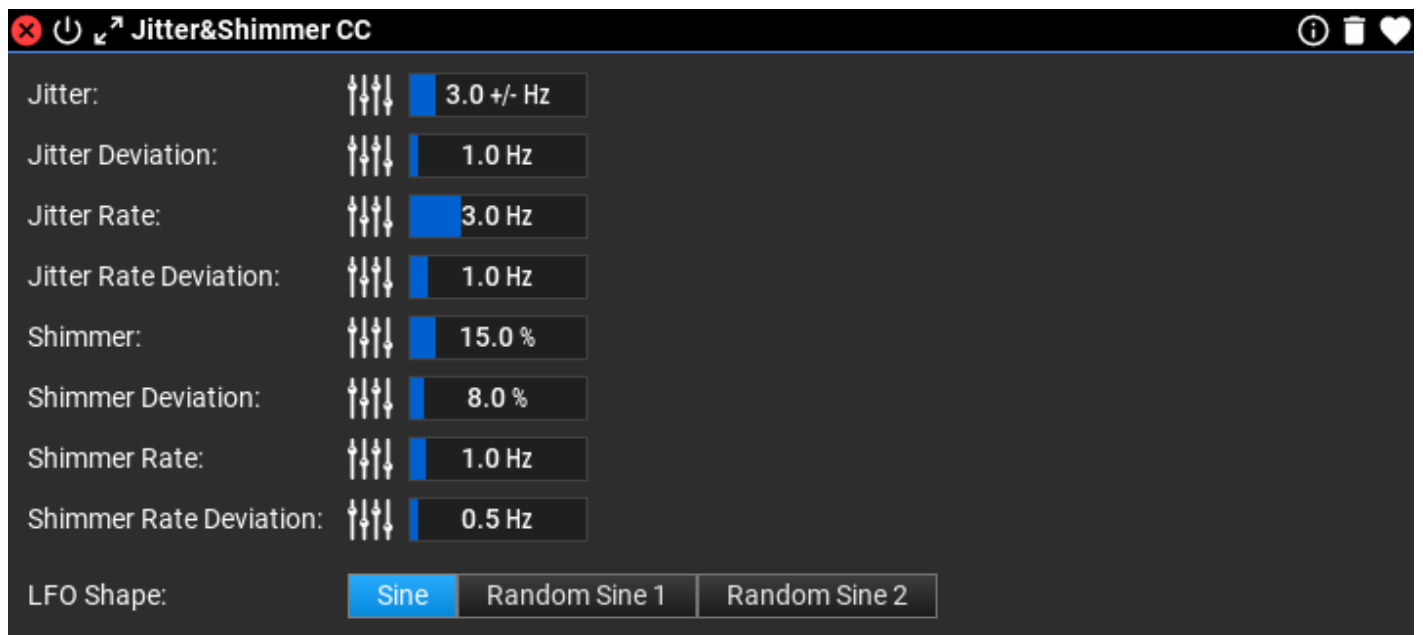 Jitter&Shimmer CC
Jitter: 3.0 +/- Hz
Jitter Deviation: 1.0 Hz
Jitter Rate: 3.0 Hz
Jitter Rate Deviation: 1.0 Hz
Shimmer: 15.0 %
Shimmer Deviation: 8.0 %
Shimmer Rate: 1.0 Hz
Shimmer Rate Deviation: 0.5 Hz
LFO Shape: Sine Random Sine 1 Random Sine 2